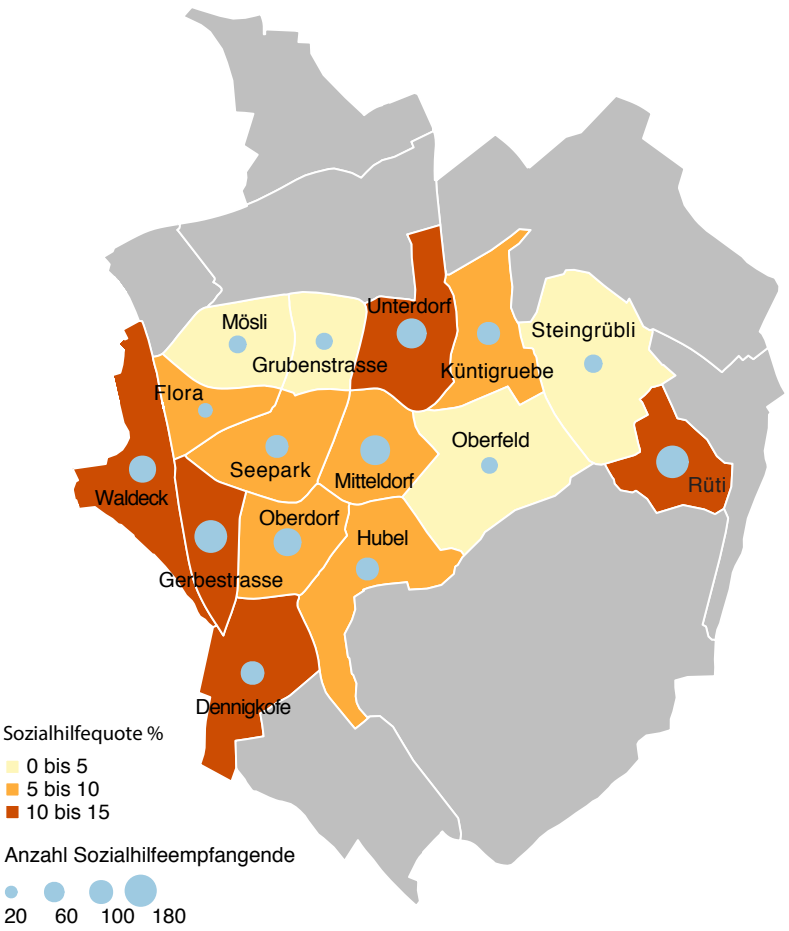 Unterdorf
Mösli
Steingrübli
Grubenstrasse
Küntigruebe
Flora
Oberfeld
Seepark
Mitteldorf
Rüti
Waldeck
Oberdorf
Hubel
Gerbestrasse
Dennigkofe
Sozialhilfequote %
0 bis 5
5 bis 10
10 bis 15
Anzahl Sozialhilfeempfangende
20 60 100 180